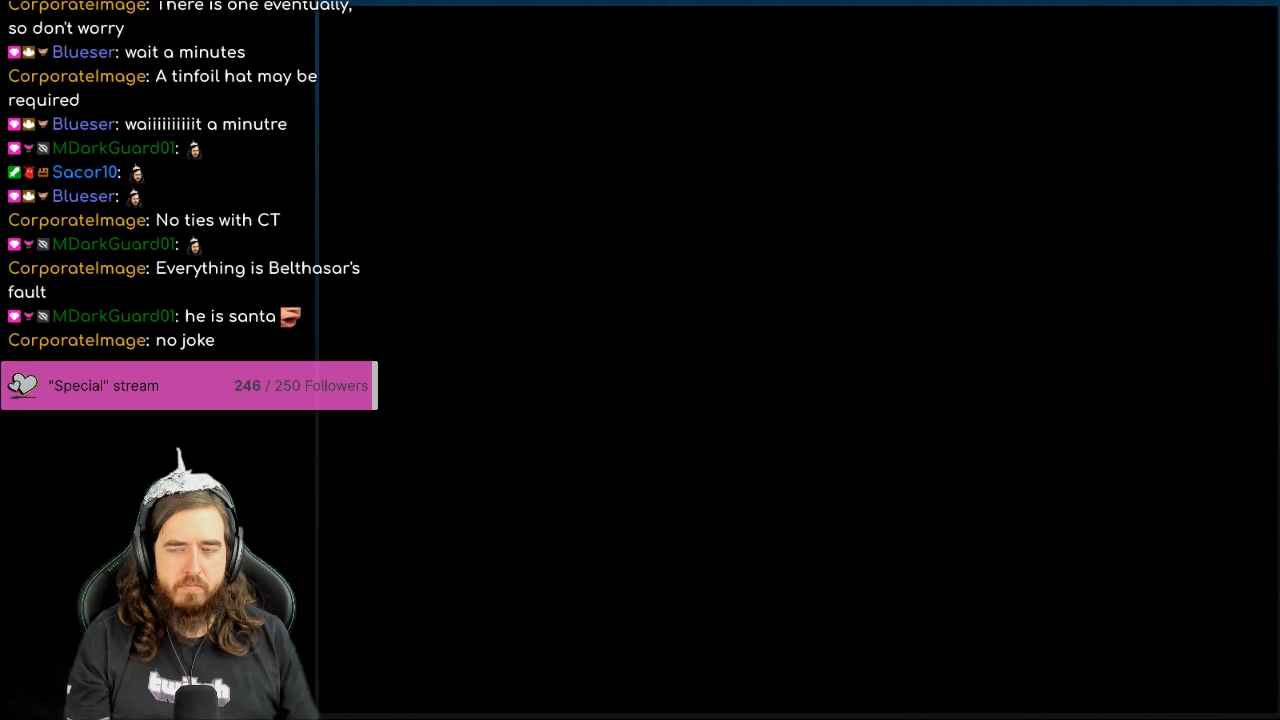 CorporateImage: There is one eventually,
so don't worry
Blueser: wait a minutes
CorporateImage: A tinfoil hat may be
required
Blueser: waiiiiiiiiiit a minutre
MDarkGuard01:
Sacor10:
Blueser:
CorporateImage: No ties with CT
MDarkGuard01:
CorporateImage: Everything is Belthasar's
fault
MDarkGuard01: he is santa
CorporateImage: no joke
"Special" stream 246 / 250 Followers
twitch